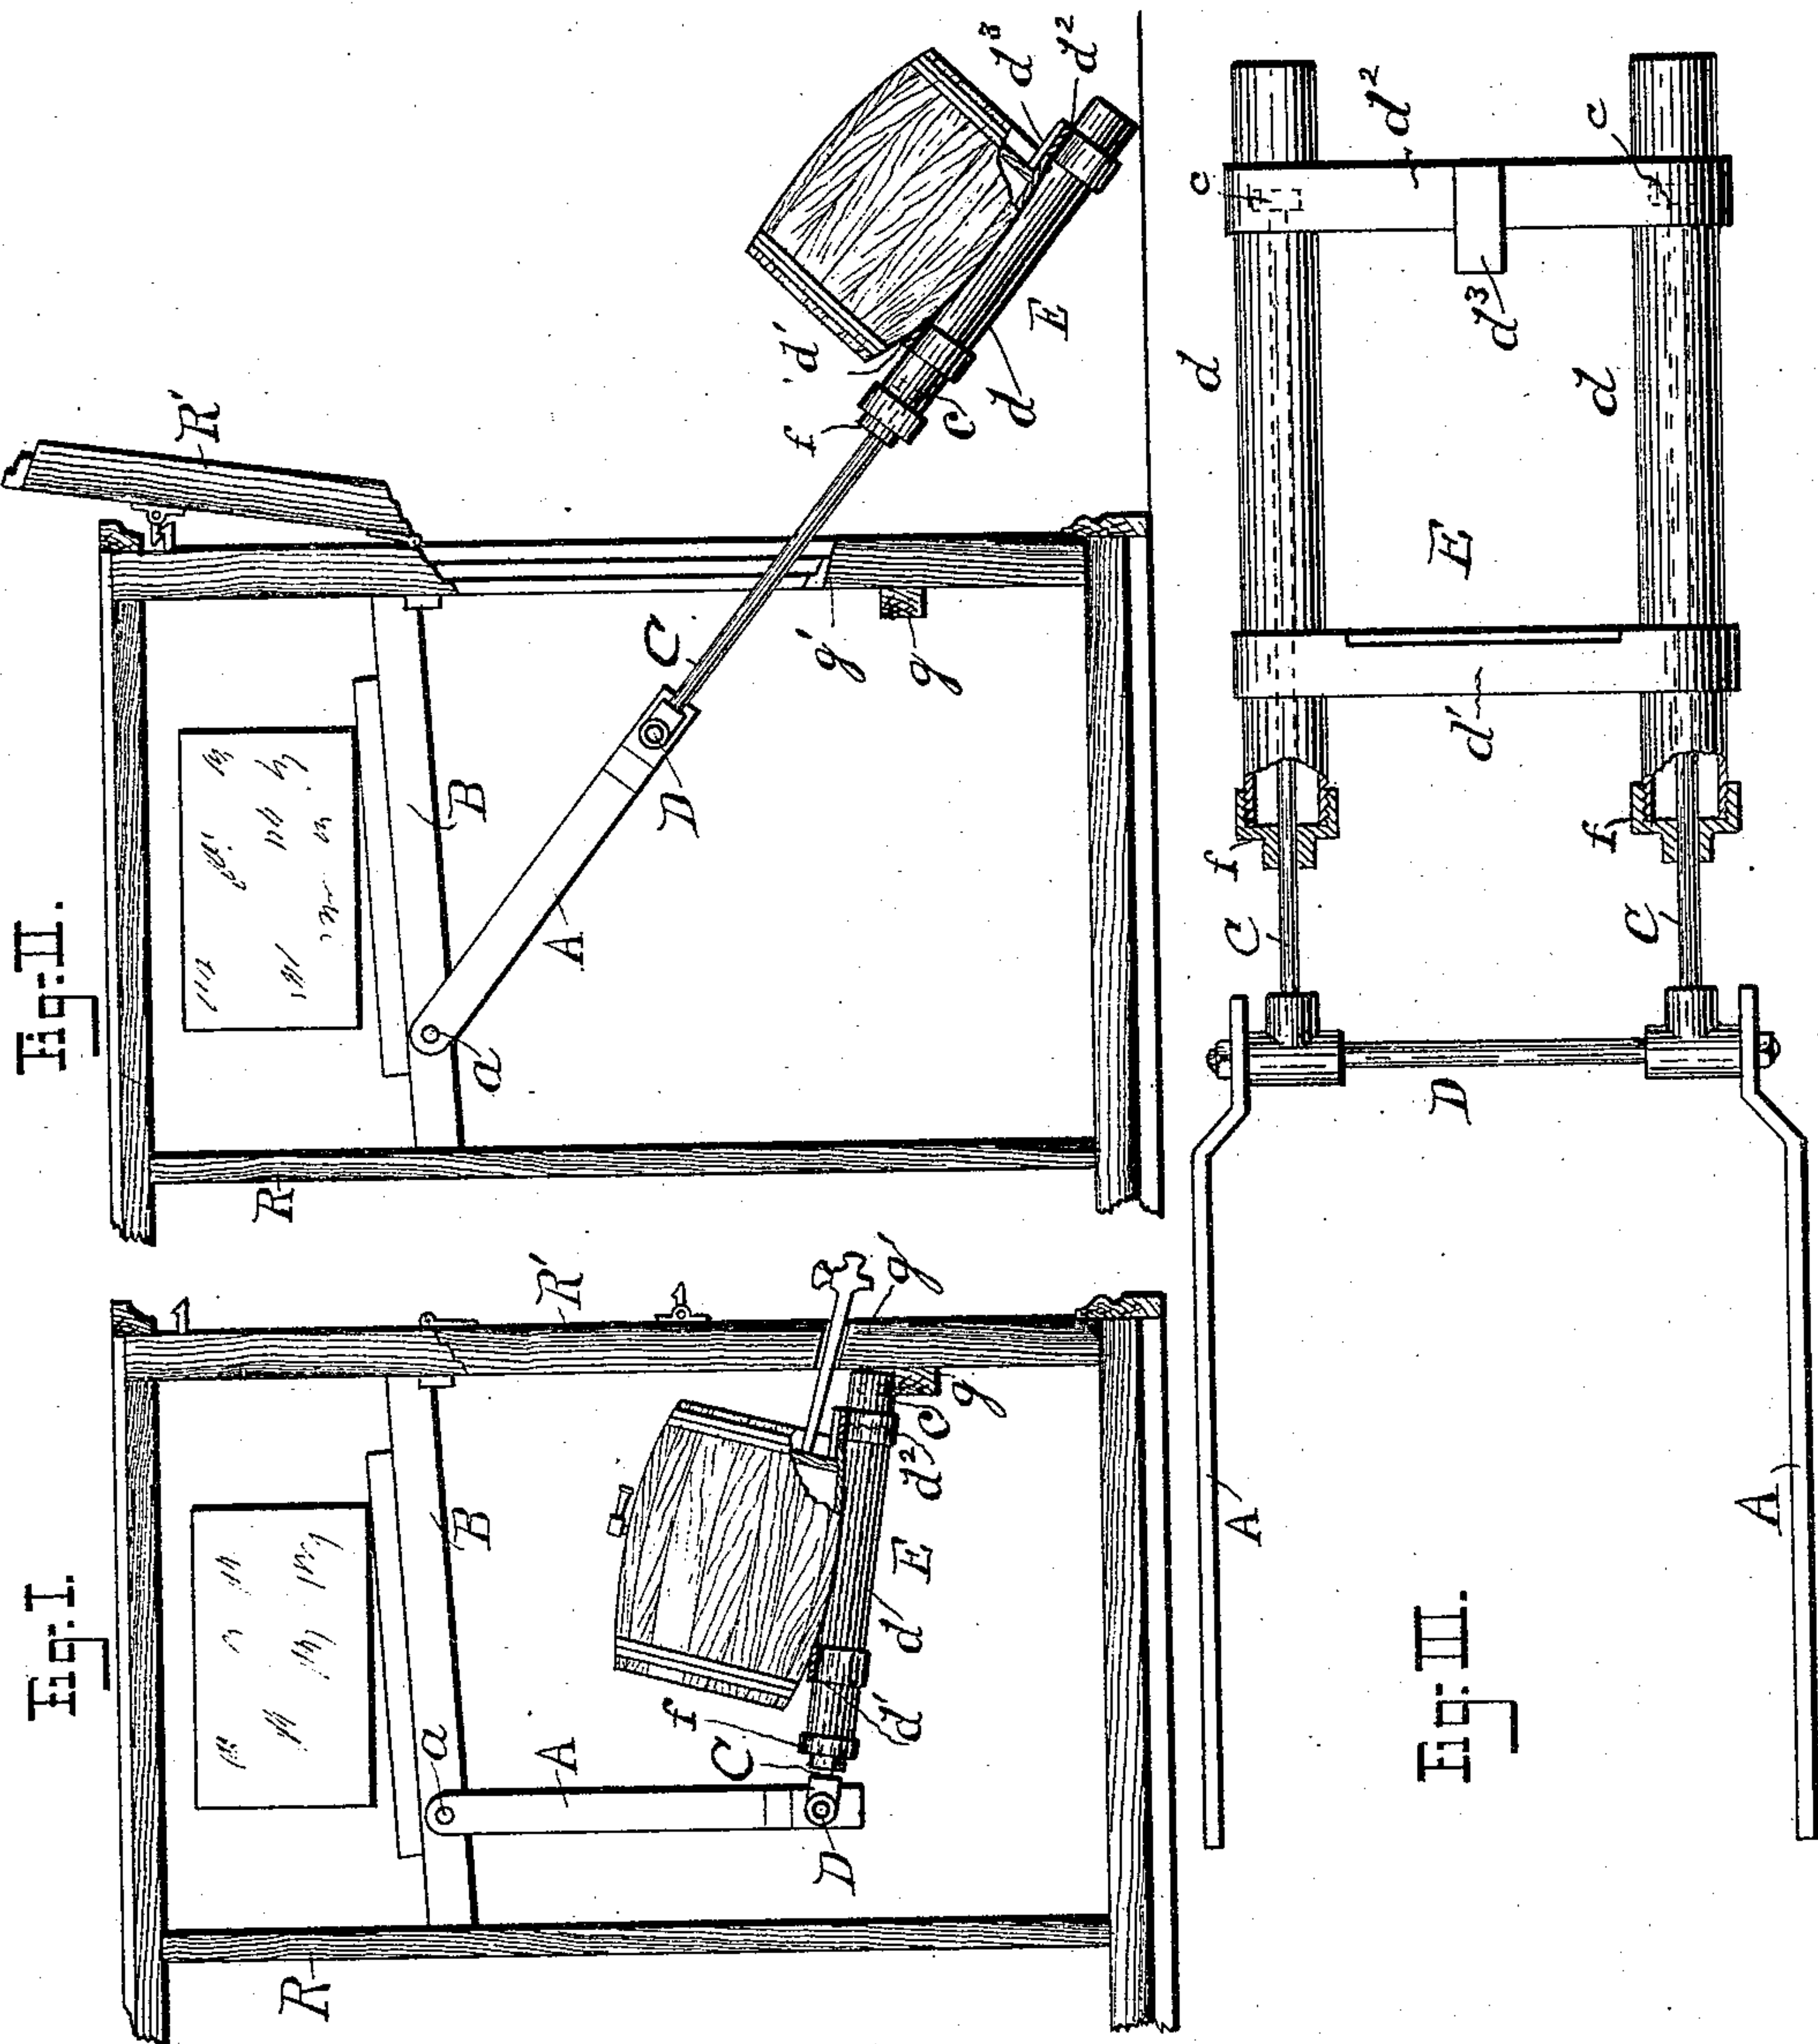 Fig. I.
R
R'
a
A
B
C
D
f
d'
d
E
d²
c
g
g'
Fig. II.
R
R'
a
A
B
C
D
f
c
d'
d
E
d³
d²
g'
g
Fig. III.
A
A
D
C
C
f
f
d'
E
d
d
d³
d²
c
c